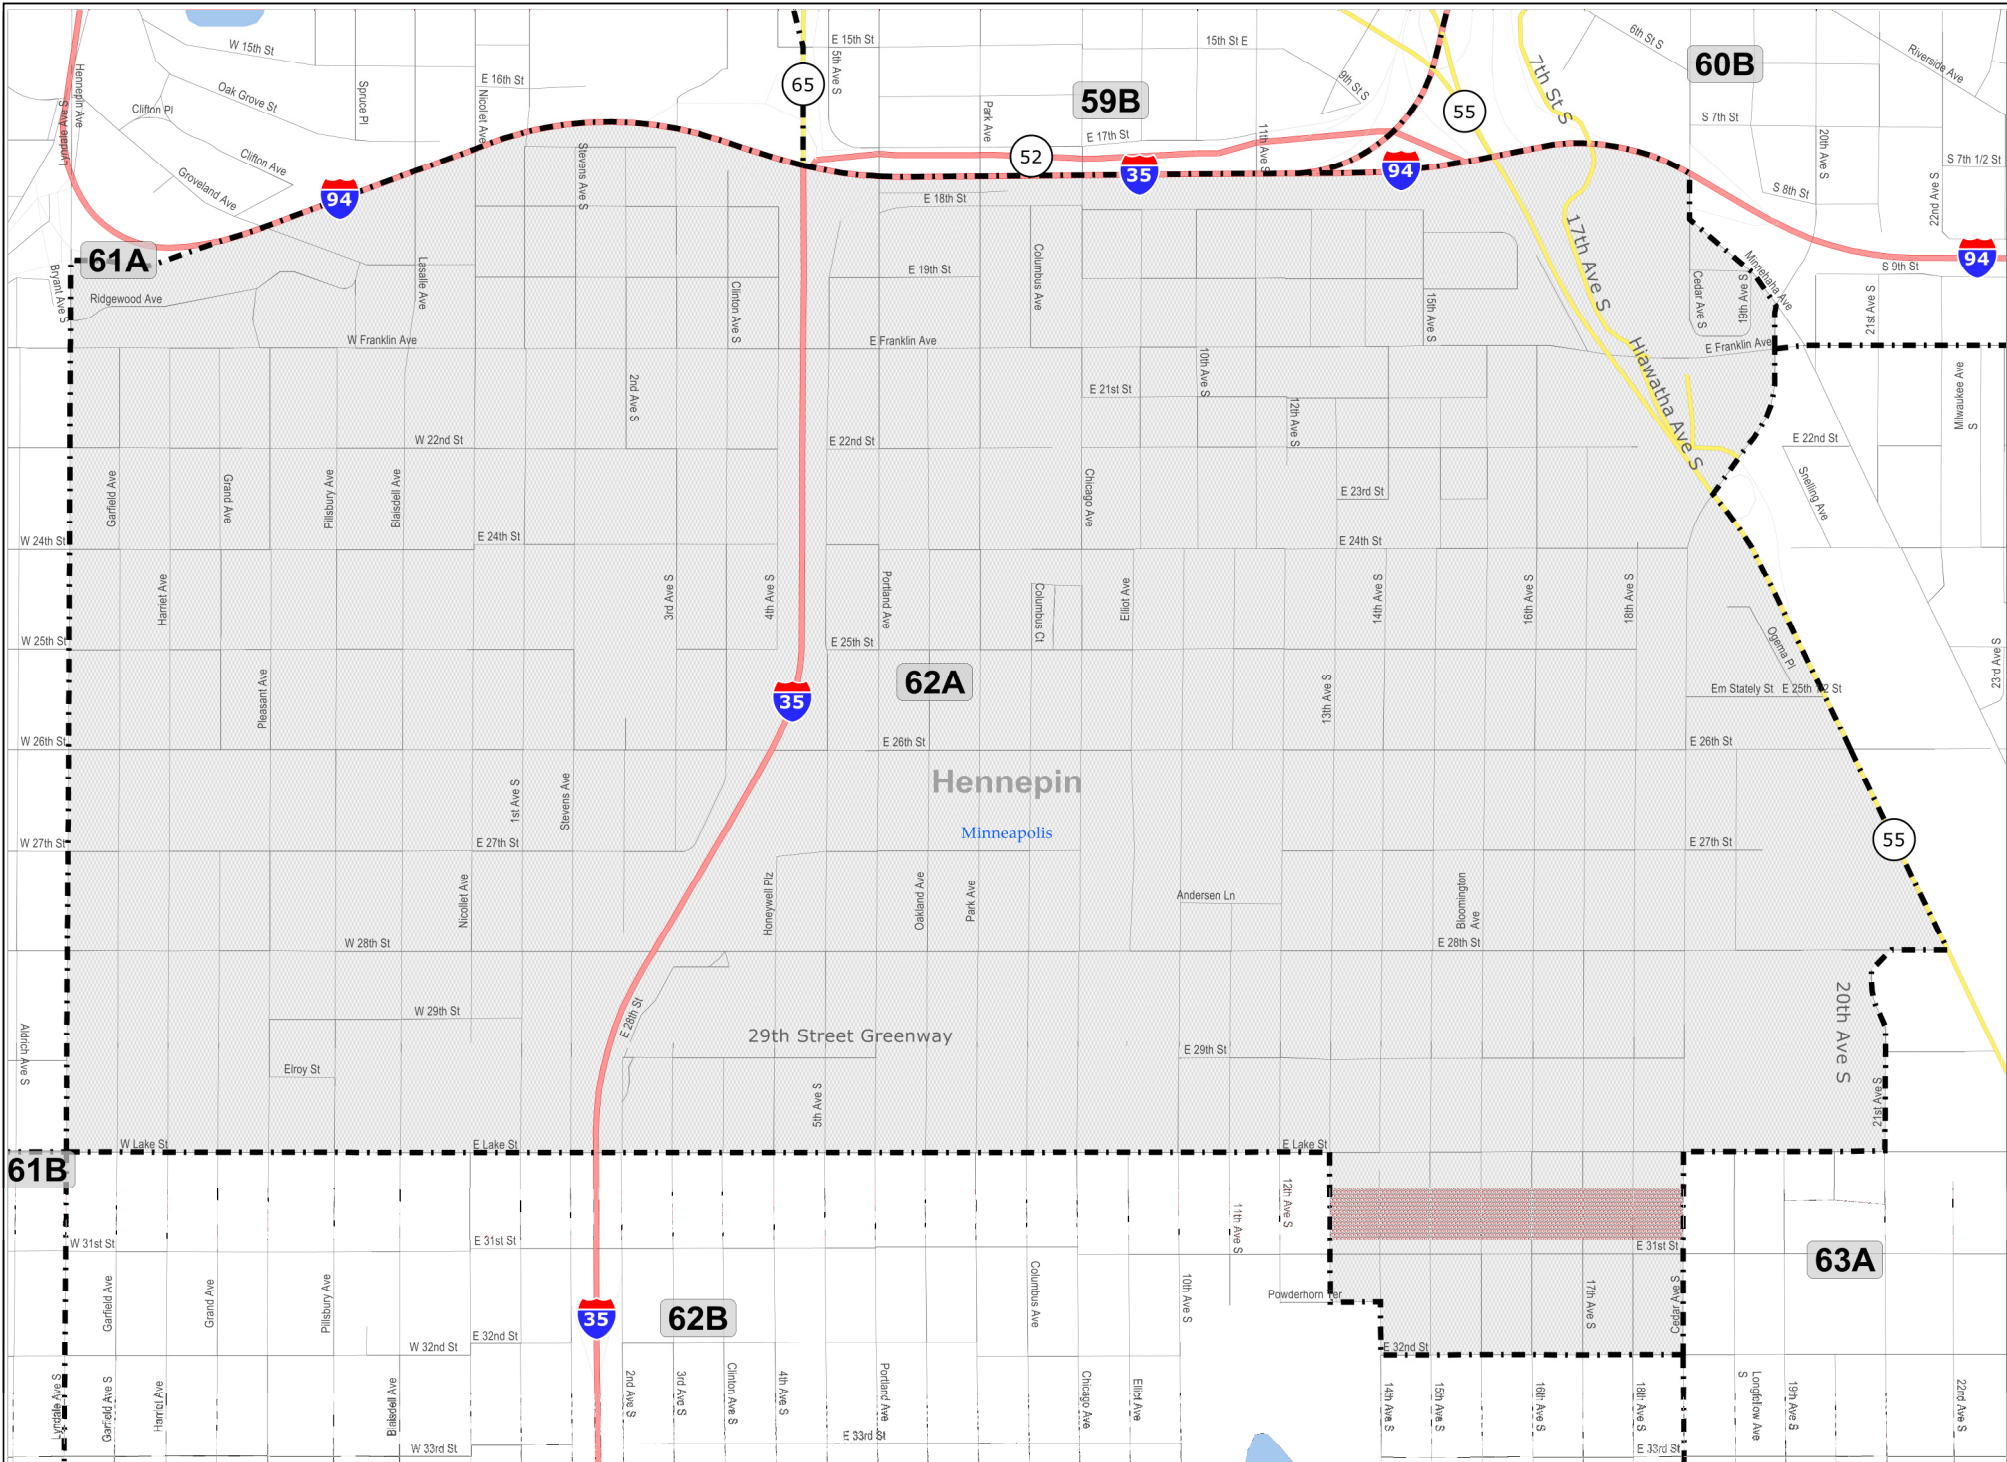 W 15th St
E 15th St
15th St E
6th St S
Riverside Ave
60B
65
5th Ave S
Hennepin Ave
Lyndale Ave S
Oak Grove St
Clifton Pl
Spruce Pl
E 16th St
Nicollet Ave
Park Ave
59B
9th St S
55
7th St S
S 7th St
20th Ave S
S 7th 1/2 St
E 17th St
11th Ave S
52
35
94
Clifton Ave
Groveland Ave
94
Stevens Ave S
E 18th St
S 8th St
22nd Ave S
61A
Bryant Ave S
Ridgewood Ave
Lasalle Ave
Clinton Ave S
E 19th St
Columbus Ave
15th Ave S
17th Ave S
Cedar Ave S
19th Ave S
Minnehaha Ave
94
S 9th St
21st Ave S
W Franklin Ave
E Franklin Ave
E Franklin Ave
Hiawatha Ave S
2nd Ave S
10th Ave S
E 21st St
12th Ave S
Milwaukee Ave
S
W 22nd St
E 22nd St
E 22nd St
Garfield Ave
Grand Ave
Pillsbury Ave
Blaisdell Ave
Chicago Ave
E 23rd St
Snelling Ave
W 24th St
E 24th St
E 24th St
Harriet Ave
3rd Ave S
4th Ave S
Portland Ave
Columbus Ct
Elliot Ave
14th Ave S
16th Ave S
18th Ave S
Ogema Pl
W 25th St
E 25th St
23rd Ave S
Pleasant Ave
35
62A
13th Ave S
Em Stately St
E 25th 1/2 St
W 26th St
E 26th St
E 26th St
Hennepin
Minneapolis
1st Ave S
Stevens Ave
W 27th St
E 27th St
E 27th St
55
Nicollet Ave
Honeywell Plz
Oakland Ave
Park Ave
Andersen Ln
Bloomington
Ave
W 28th St
E 28th St
E 28th St
W 29th St
29th Street Greenway
20th Ave S
Aldrich Ave S
Elroy St
E 29th St
5th Ave S
21st Ave S
W Lake St
E Lake St
E Lake St
61B
11th Ave S
12th Ave S
W 31st St
E 31st St
E 31st St
63A
Garfield Ave
Grand Ave
Pillsbury Ave
35
62B
Columbus Ave
10th Ave S
Powderhorn Ter
17th Ave S
Cedar Ave S
W 32nd St
E 32nd St
E 32nd St
Lyndale Ave S
Garfield Ave S
Harriet Ave
Blaisdell Ave
2nd Ave S
3rd Ave S
Clinton Ave S
4th Ave S
Portland Ave
Chicago Ave
Elliot Ave
14th Ave S
15th Ave S
16th Ave S
18th Ave S
Longfellow Ave
S
19th Ave S
22nd Ave S
W 33rd St
E 33rd St
E 33rd St